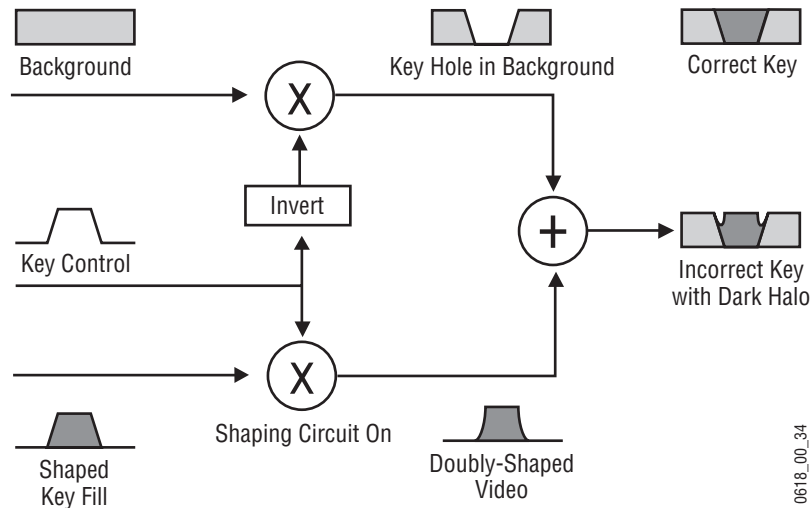 Background
Key Hole in Background
Correct Key
X
Invert
Key Control
+
Incorrect Key
with Dark Halo
X
Shaping Circuit On
Shaped
Key Fill
Doubly-Shaped
Video
0618_00_34